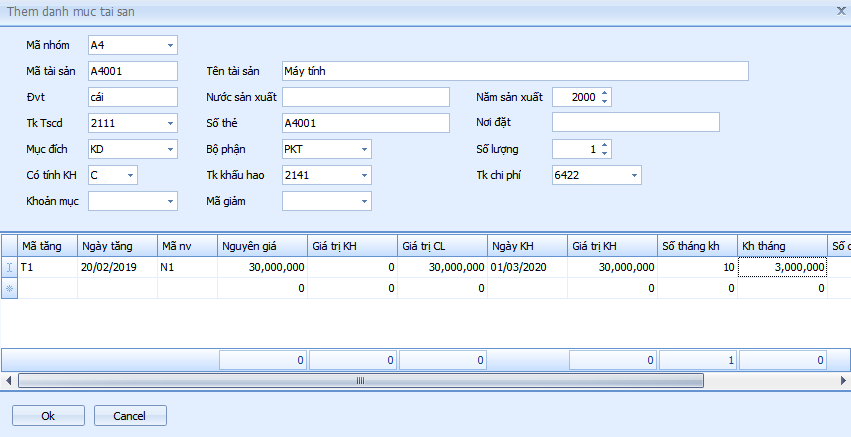 Them danh muc tai san
Mã nhóm A4
Mã tài sản A4001 Tên tài sản Máy tính
Đvt cái Nước sản xuất Năm sản xuất 2000
Tk Tscd 2111 Số thẻ A4001 Nơi đặt
Mục đích KD Bộ phận PKT Số lượng 1
Có tính KH C Tk khấu hao 2141 Tk chi phí 6422
Khoản mục Mã giảm
Mã tăng Ngày tăng Mã nv Nguyên giá Giá trị KH Giá trị CL Ngày KH Giá trị KH Số tháng kh Kh tháng Số
T1 20/02/2019 N1 30,000,000 0 30,000,000 01/03/2020 30,000,000 10 3,000,000
0 0 0 0 0 0
0 0 0 0 1 0
Ok Cancel